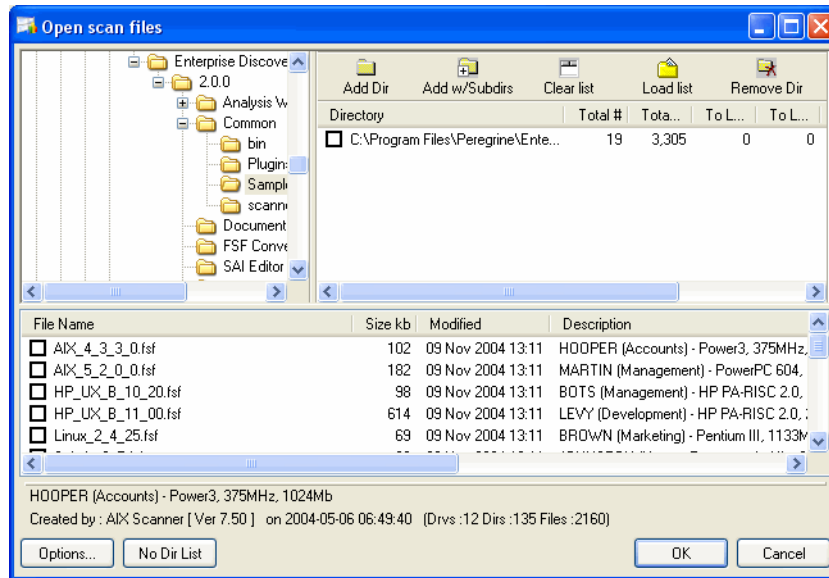 Open scan files
Enterprise Discove
2.0.0
Analysis W
Common
bin
Plugin
Sampl
scann
Document
FSF Conve
SAI Editor
Add Dir Add w/Subdirs Clear list Load list Remove Dir
Directory Total # Tota... To L... To L...
C:\Program Files\Peregrine\Ente... 19 3,305 0 0
File Name Size kb Modified Description
AIX_4_3_3_0.fsf 102 09 Nov 2004 13:11 HOOPER (Accounts) - Power3, 375MHz,
AIX_5_2_0_0.fsf 182 09 Nov 2004 13:11 MARTIN (Management) - PowerPC 604,
HP_UX_B_10_20.fsf 98 09 Nov 2004 13:11 BOTS (Management) - HP PA-RISC 2.0,
HP_UX_B_11_00.fsf 614 09 Nov 2004 13:11 LEVY (Development) - HP PA-RISC 2.0,
Linux_2_4_25.fsf 69 09 Nov 2004 13:11 BROWN (Marketing) - Pentium III, 1133M
HOOPER (Accounts) - Power3, 375MHz, 1024Mb
Created by : AIX Scanner [ Ver 7.50 ] on 2004-05-06 06:49:40 (Drvs :12 Dirs :135 Files :2160)
Options... No Dir List OK Cancel